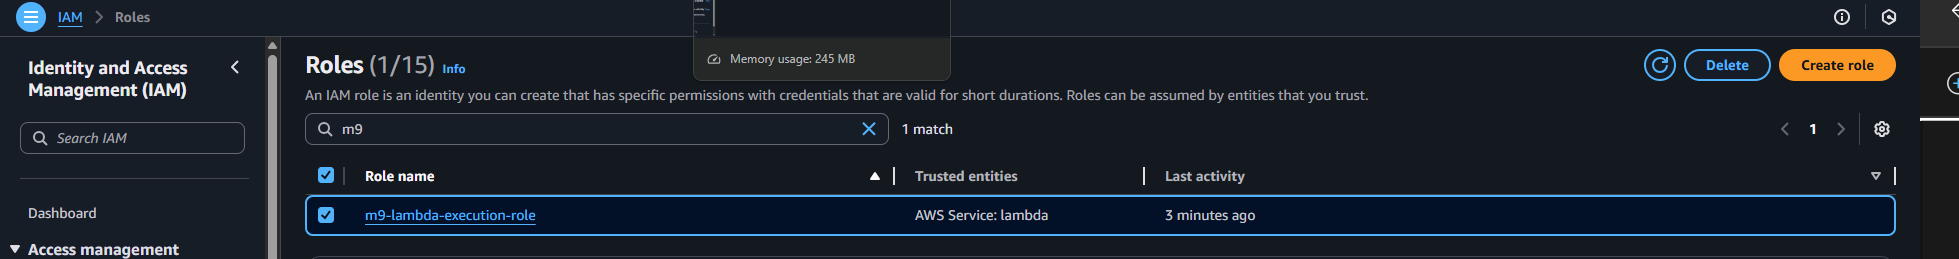 IAM > Roles
Memory usage: 245 MB
Identity and Access
Management (IAM)
Search IAM
Dashboard
Access management
Roles (1/15) Info
Delete
Create role
An IAM role is an identity you can create that has specific permissions with credentials that are valid for short durations. Roles can be assumed by entities that you trust.
m9
1 match
1
Role name Trusted entities Last activity
m9-lambda-execution-role AWS Service: lambda 3 minutes ago